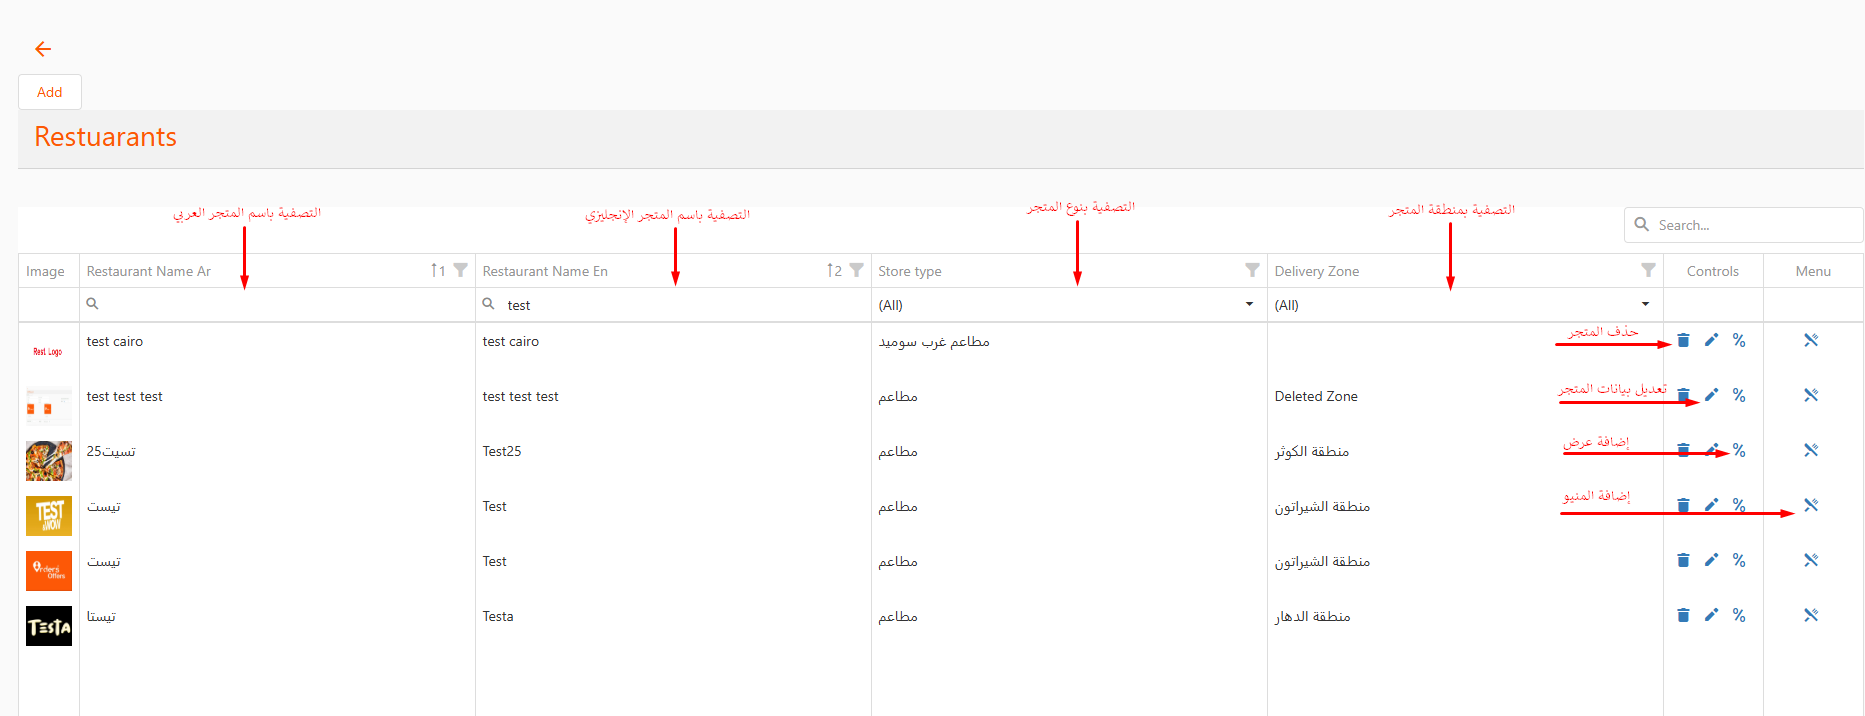 Add
Restuarants
التصفية باسم المتجر العربي
التصفية باسم المتجر الإنجليزي
التصفية بنوع المتجر
التصفية بمنطقة المتجر
Search...
Image Restaurant Name Ar 1 Restaurant Name En 2 Store type Delivery Zone Controls Menu
test (All) (All)
Rest Logo test cairo test cairo مطاعم غرب سوميد
حذف المتجر
%
test test test test test test مطاعم Deleted Zone
تعديل بيانات المتجر
%
تسيت25 Test25 مطاعم منطقة الكوثر
إضافة عرض
%
TEST NOW تيست Test مطاعم منطقة الشيراتون
إضافة المنيو
%
rders Offers تيست Test مطاعم منطقة الشيراتون %
TESTA تيستا Testa مطاعم منطقة الدهار %